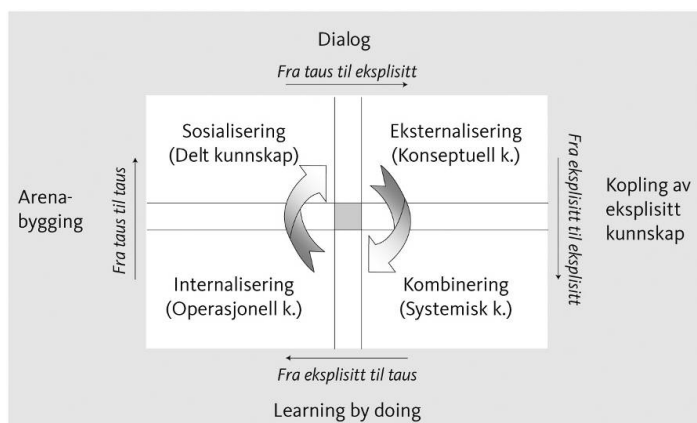 Dialog
Fra taus til eksplisitt
Sosialisering
(Delt kunnskap)
Eksternalisering
(Konseptuell k.)
Arena-
bygging
Fra taus til taus
Fra eksplisitt til eksplisitt
Kopling av
eksplisitt
kunnskap
Internalisering
(Operasjonell k.)
Kombinering
(Systemisk k.)
Fra eksplisitt til taus
Learning by doing